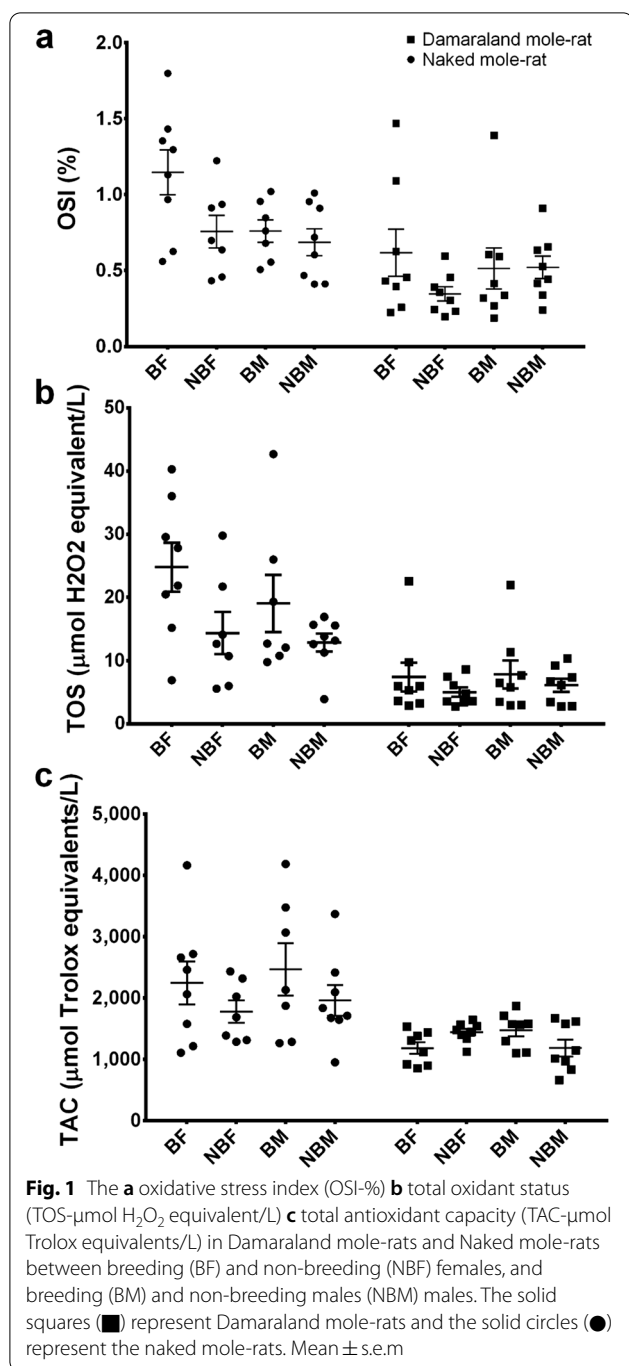 a
■ Damaraland mole-rat
● Naked mole-rat
OSI (%)
2.0
1.5
1.0
0.5
0.0
BF NBF BM NBM BF NBF BM NBM
b
TOS (µmol H2O2 equivalent/L)
50
40
30
20
10
0
BF NBF BM NBM BF NBF BM NBM
c
TAC (µmol Trolox equivalents/L)
5,000
4,000
3,000
2,000
1,000
0
BF NBF BM NBM BF NBF BM NBM
Fig. 1 The a oxidative stress index (OSI-%) b total oxidant status
(TOS-µmol H₂O₂ equivalent/L) c total antioxidant capacity (TAC-µmol
Trolox equivalents/L) in Damaraland mole-rats and Naked mole-rats
between breeding (BF) and non-breeding (NBF) females, and
breeding (BM) and non-breeding males (NBM) males. The solid
squares (■) represent Damaraland mole-rats and the solid circles (●)
represent the naked mole-rats. Mean ± s.e.m